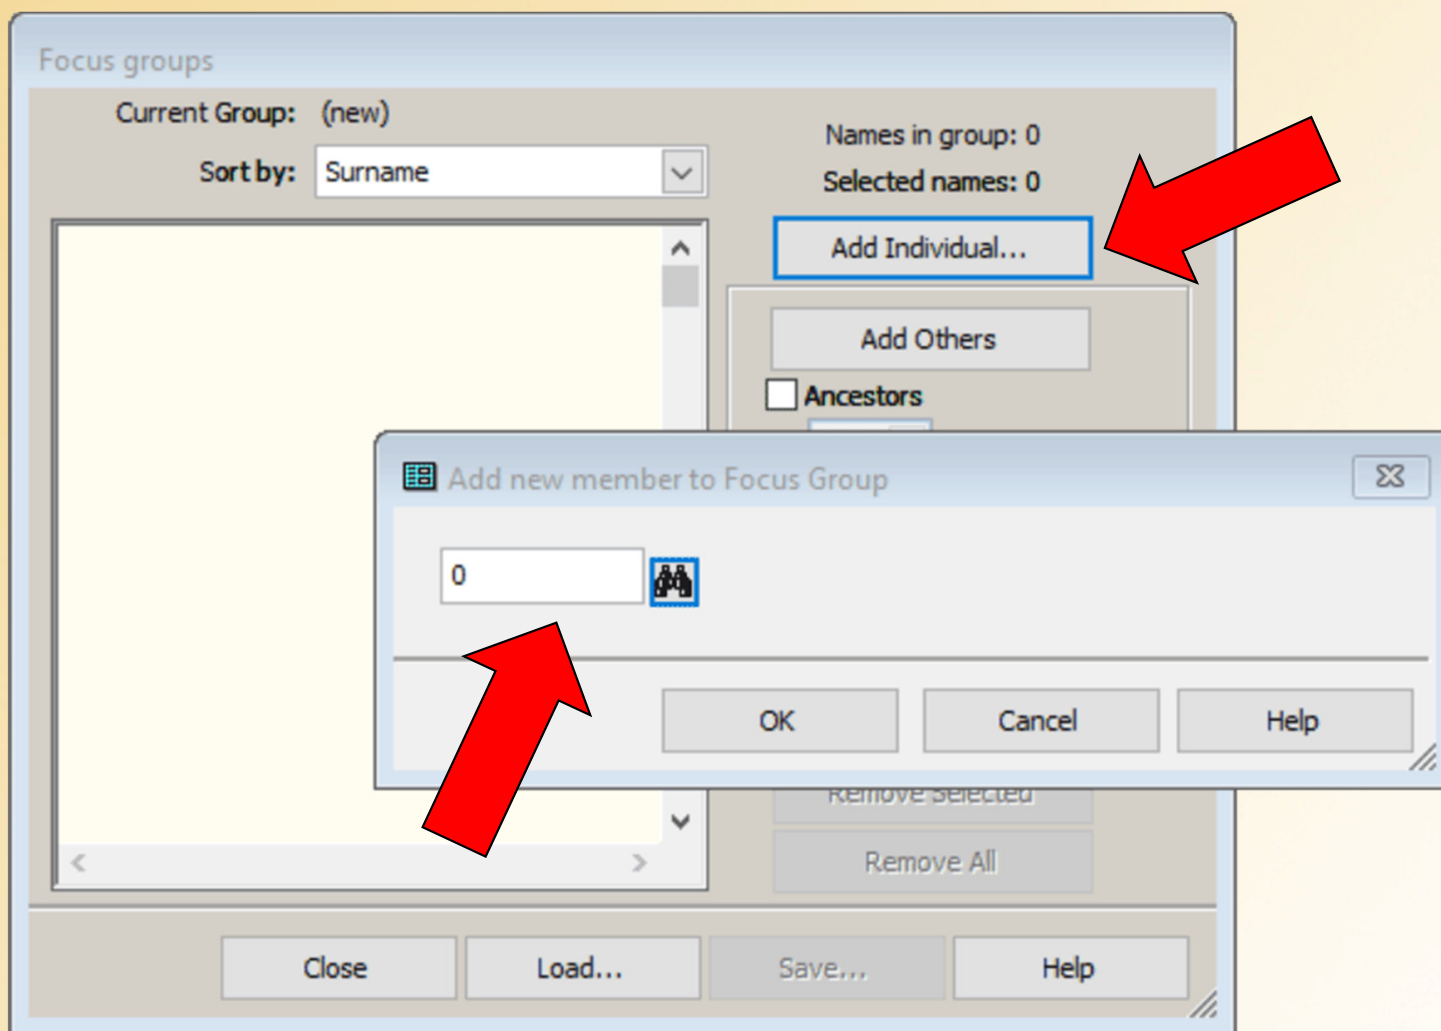 Focus groups
Current Group: (new)
Names in group: 0
Sort by: Surname
Selected names: 0
Add Individual...
Add Others
Ancestors
Add new member to Focus Group
0
OK Cancel Help
Remove Selected
Remove All
Close Load... Save... Help